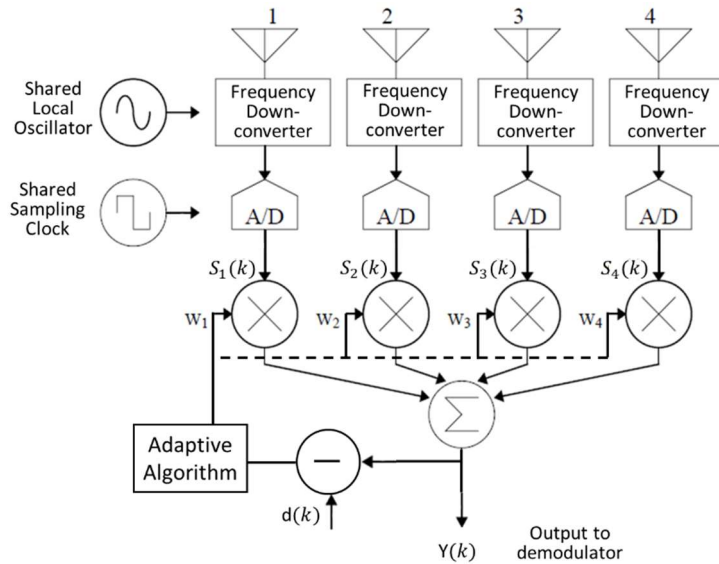 1 2 3 4
Shared
Local
Oscillator
Frequency
Down-
converter
Frequency
Down-
converter
Frequency
Down-
converter
Frequency
Down-
converter
Shared
Sampling
Clock
A/D A/D A/D A/D
S₁(k) S₂(k) S₃(k) S₄(k)
W₁ W₂ W₃ W₄
Σ
Adaptive
Algorithm
−
d(k)
Y(k)
Output to
demodulator